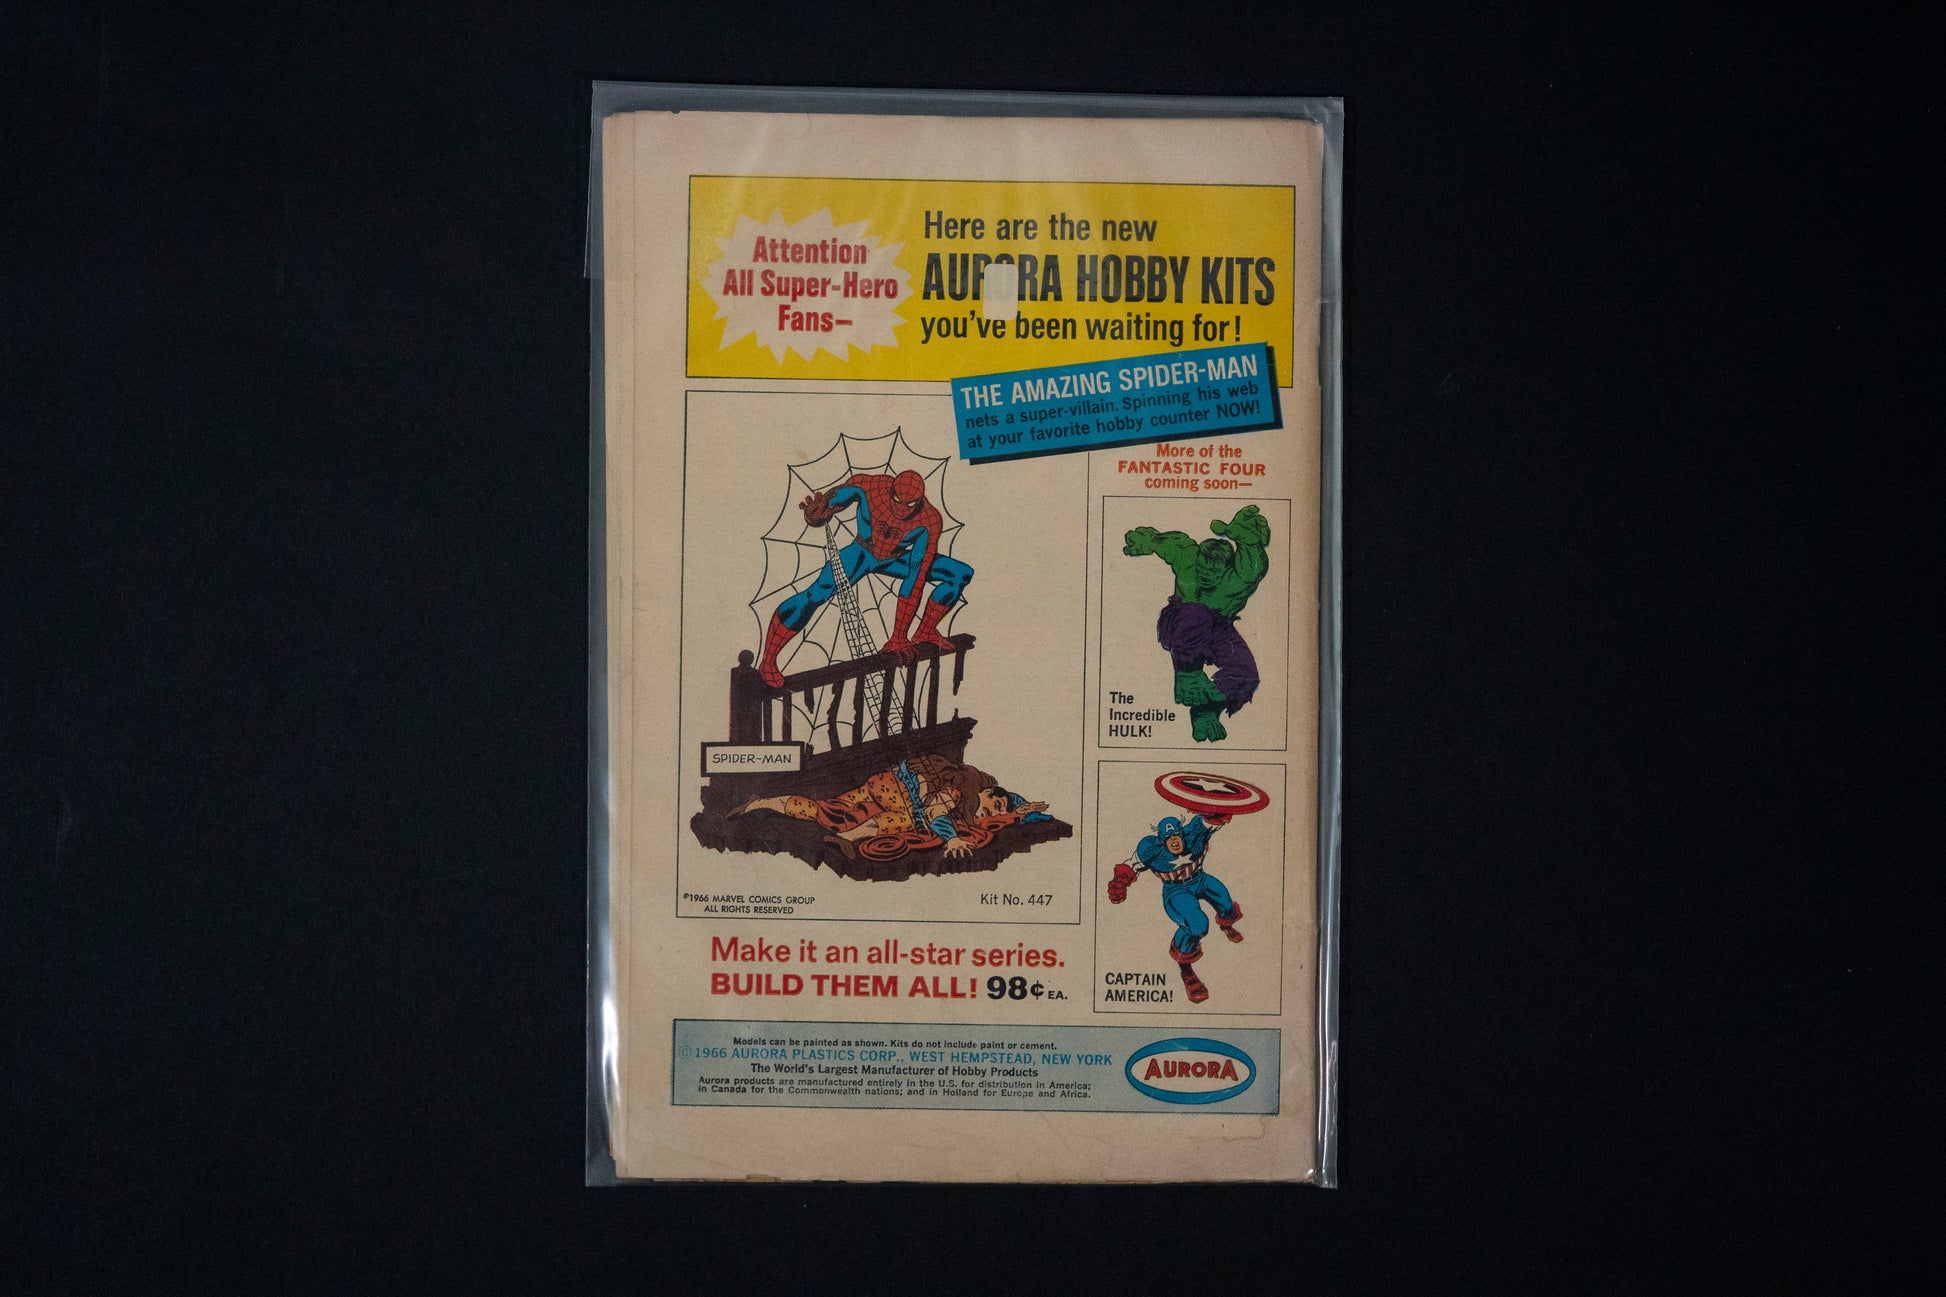 Attention
All Super-Hero
Fans—
Here are the new
AURORA HOBBY KITS
you've been waiting for!
THE AMAZING SPIDER-MAN
nets a super-villain. Spinning his web
at your favorite hobby counter NOW!
More of the
FANTASTIC FOUR
coming soon—
The
Incredible
HULK!
SPIDER-MAN
©1966 MARVEL COMICS GROUP
ALL RIGHTS RESERVED
Kit No. 447
A
CAPTAIN
AMERICA!
Make it an all-star series.
BUILD THEM ALL! 98¢ EA.
Models can be painted as shown. Kits do not include paint or cement.
©1966 AURORA PLASTICS CORP., WEST HEMPSTEAD, NEW YORK
The World's Largest Manufacturer of Hobby Products
Aurora products are manufactured entirely in the U.S. for distribution in America;
in Canada for the Commonwealth nations; and in Holland for Europe and Africa.
AURORA